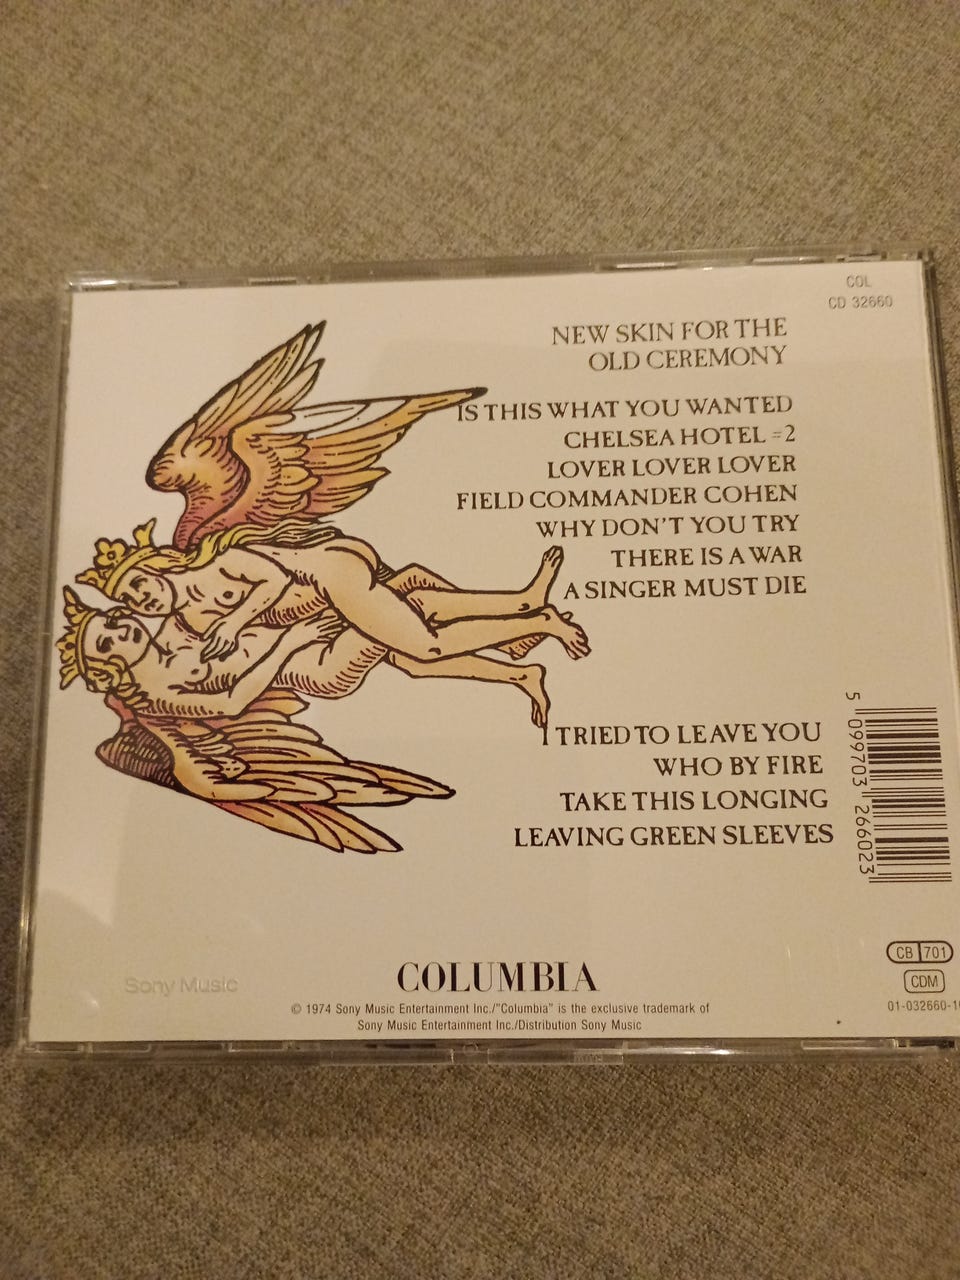 COL
CD 32660
NEW SKIN FOR THE
OLD CEREMONY
IS THIS WHAT YOU WANTED
CHELSEA HOTEL =2
LOVER LOVER LOVER
FIELD COMMANDER COHEN
WHY DON'T YOU TRY
THERE IS A WAR
A SINGER MUST DIE
I TRIED TO LEAVE YOU
WHO BY FIRE
TAKE THIS LONGING
LEAVING GREEN SLEEVES
5 099703 266023
CB 701
CDM
01-032660-
Sony Music
COLUMBIA
© 1974 Sony Music Entertainment Inc./"Columbia" is the exclusive trademark of
Sony Music Entertainment Inc./Distribution Sony Music